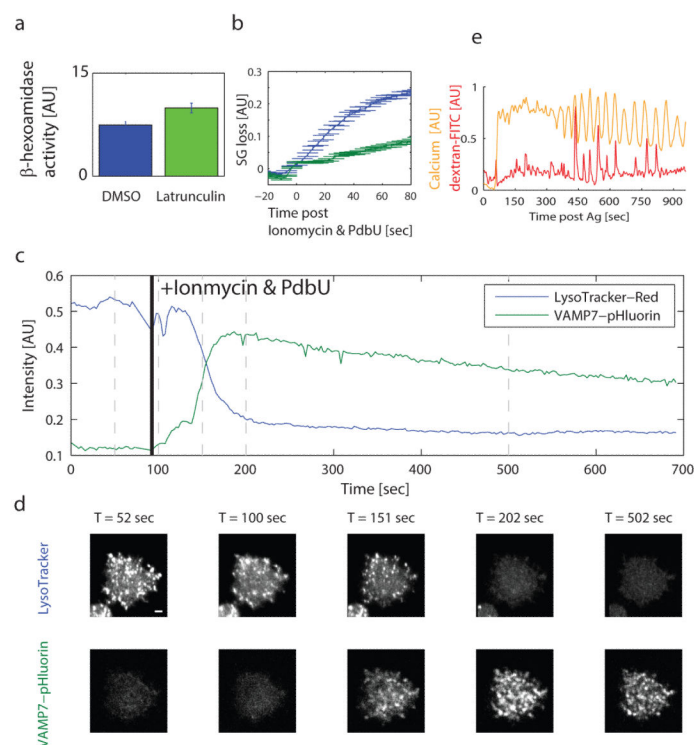 a
β-hexoamidase
activity [AU]
15
0
DMSO
Latrunculin
b
SG loss [AU]
0.3
0.2
0.1
0
−20
0
20
40
60
80
Time post
Ionomycin & PdbU [sec]
e
Calcium [AU]
dextran-FITC [AU]
1
0.5
0
0
150
300
450
600
750
900
Time post Ag [sec]
c
+Ionmycin & PdbU
LysoTracker−Red
VAMP7−pHluorin
Intensity [AU]
0.6
0.5
0.4
0.3
0.2
0.1
0
100
200
300
400
500
600
700
Time [sec]
d
T = 52 sec
T = 100 sec
T = 151 sec
T = 202 sec
T = 502 sec
LysoTracker
VAMP7−pHluorin